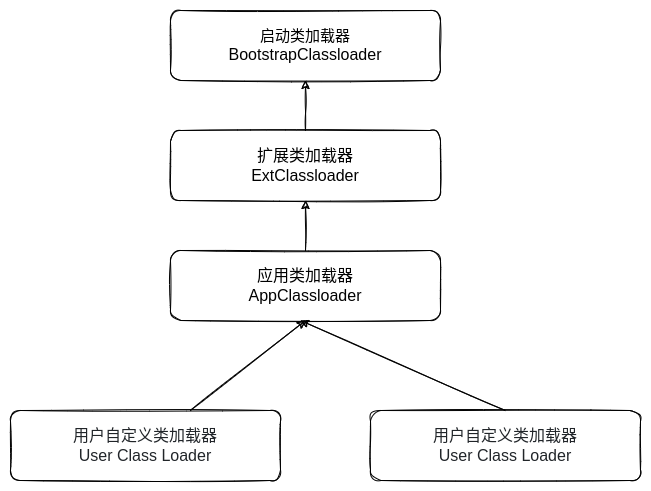 启动类加载器
BootstrapClassloader
扩展类加载器
ExtClassloader
应用类加载器
AppClassloader
用户自定义类加载器
User Class Loader
用户自定义类加载器
User Class Loader